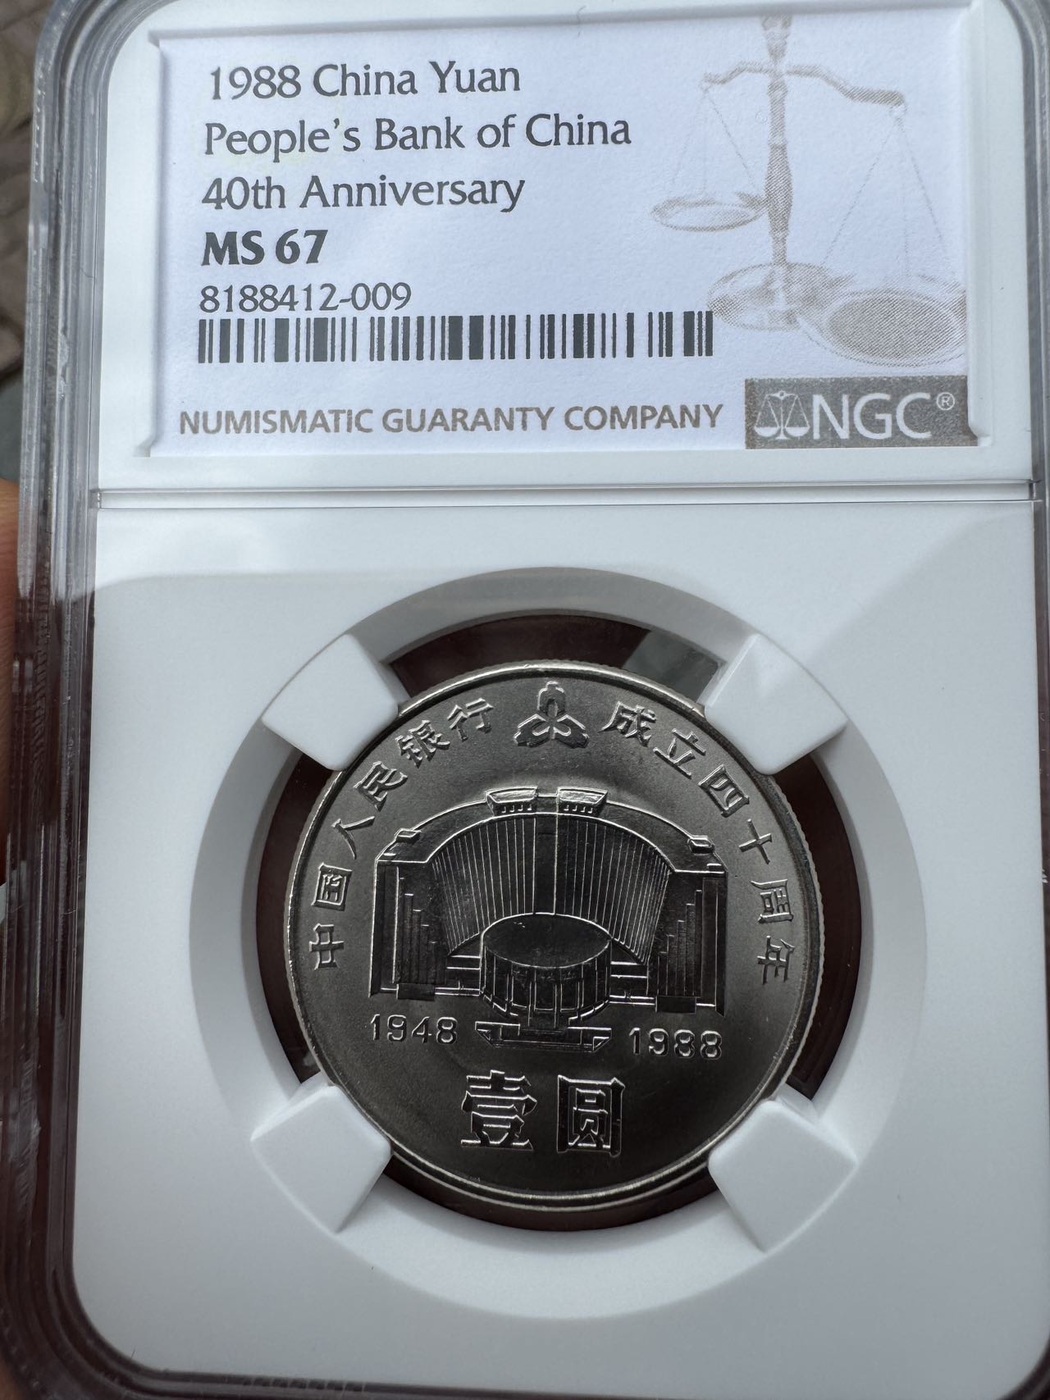 1988 China Yuan
People's Bank of China
40th Anniversary
MS 67
8188412-009
NUMISMATIC GUARANTY COMPANY
NGC®
中国人民银行 成立四十周年
1948 1988
壹圆